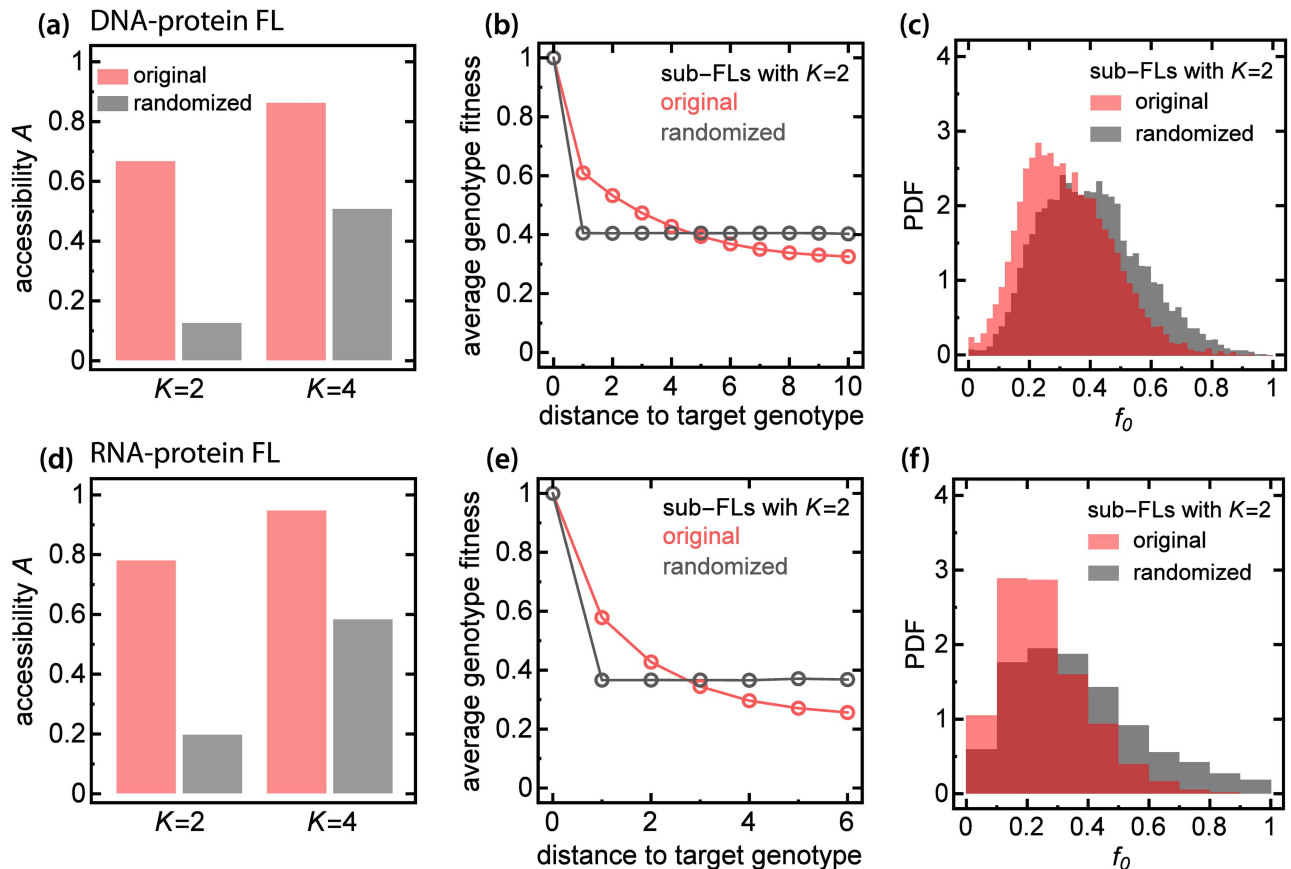 (a) DNA-protein FL
accessibility A
1
0.8
0.6
0.4
0.2
0
original
randomized
K=2
K=4
(b)
average genotype fitness
1
0.8
0.6
0.4
0.2
0
sub−FLs with K=2
original
randomized
0 2 4 6 8 10
distance to target genotype
(c)
PDF
4
3
2
1
0
sub−FLs with K=2
original
randomized
0 0.2 0.4 0.6 0.8 1
f0
(d) RNA-protein FL
accessibility A
1
0.8
0.6
0.4
0.2
0
K=2
K=4
(e)
average genotype fitness
1
0.8
0.6
0.4
0.2
0
sub−FLs wih K=2
original
randomized
0 2 4 6
distance to target genotype
(f)
PDF
4
3
2
1
0
sub−FLs with K=2
original
randomized
0 0.2 0.4 0.6 0.8 1
f0